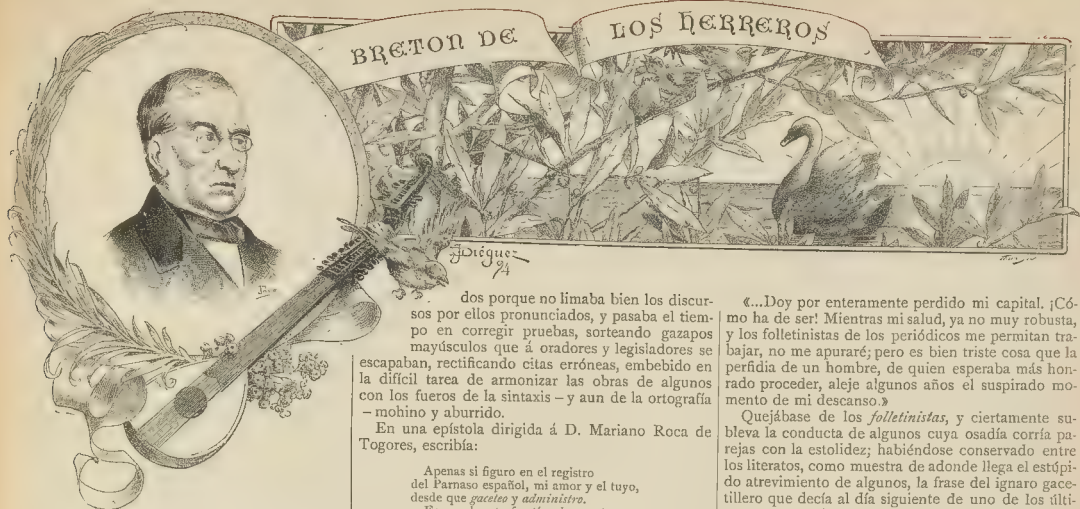 BRETON DE
LOS HERREROS
Diéguez
94
dos porque no limaba bien los discur-
sos por ellos pronunciados, y pasaba el tiem-
po en corregir pruebas, sorteando gazapos
mayúsculos que á oradores y legisladores se
escapaban, rectificando citas erróneas, embebido en
la difícil tarea de armonizar las obras de algunos
con los fueros de la sintaxis – y aun de la ortografía
– mohino y aburrido.
En una epístola dirigida á D. Mariano Roca de
Togores, escribía:
Apenas si figuro en el registro
del Parnaso español, mi amor y el tuyo,
desde que gaceteo y administro.
«...Doy por enteramente perdido mi capital. ¡Có-
mo ha de ser! Mientras mi salud, ya no muy robusta,
y los folletinistas de los periódicos me permitan tra-
bajar, no me apuraré; pero es bien triste cosa que la
perfidia de un hombre, de quien esperaba más hon-
rado proceder, aleje algunos años el suspirado mo-
mento de mi descanso.»
Quejábase de los folletinistas, y ciertamente su-
bleva la conducta de algunos cuya osadía corría pa-
rejas con la estolidez; habiéndose conservado entre
los literatos, como muestra de adonde llega el estúpi-
do atrevimiento de algunos, la frase del ignaro gace-
tillero que decía al día siguiente de uno de los últi-